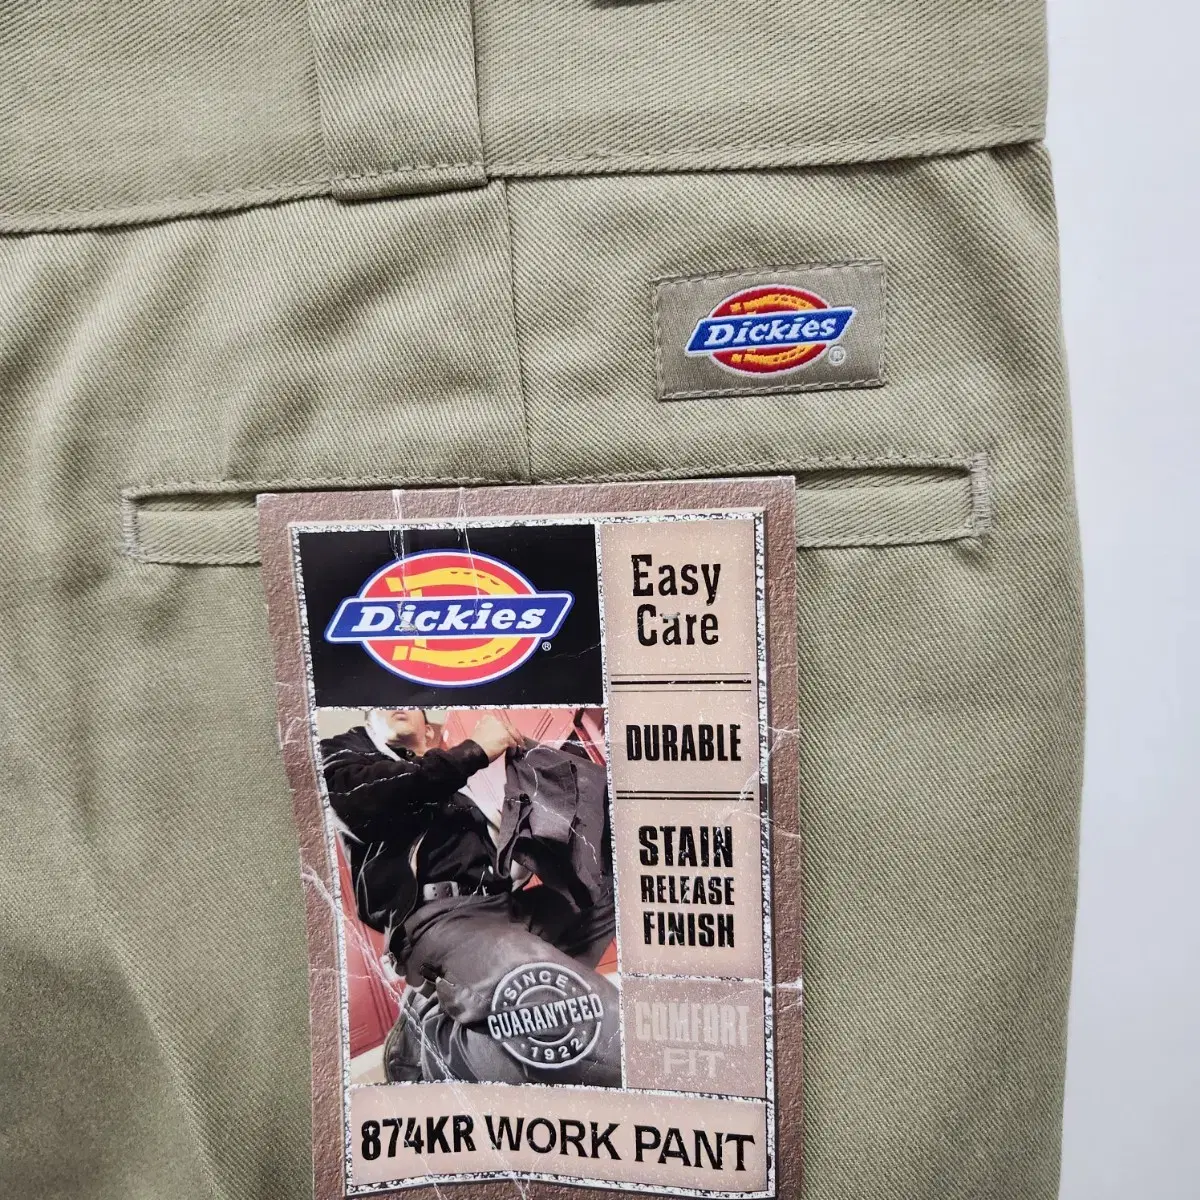 Dickies
®
Dickies
®
Easy
Care
DURABLE
STAIN
RELEASE
FINISH
COMFORT
FIT
SINCE
GUARANTEED
1922
874KR WORK PANT